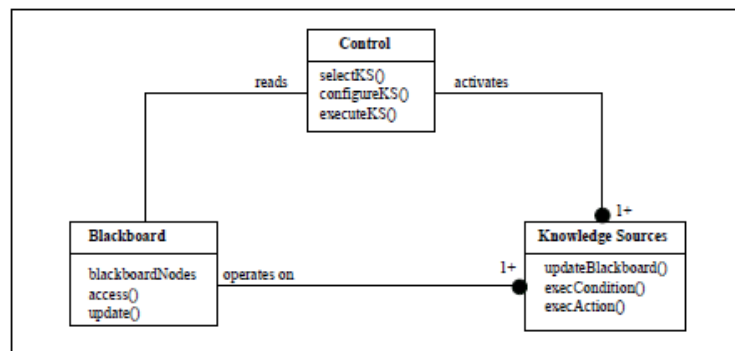 Control
selectKS()
configureKS()
executeKS()
reads
activates
1+
Blackboard
blackboardNodes
access()
update()
operates on
1+
Knowledge Sources
updateBlackboard()
execCondition()
execAction()